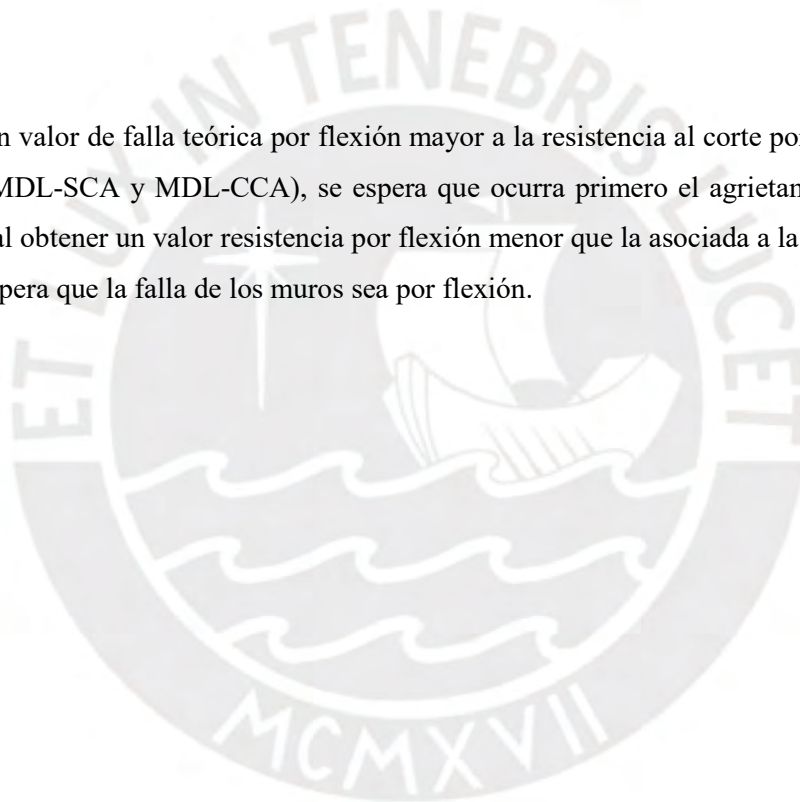 ET LUX IN TENEBRIS LUCET
n valor de falla teórica por flexión mayor a la resistencia al corte por
MDL-SCA y MDL-CCA), se espera que ocurra primero el agrietan
al obtener un valor resistencia por flexión menor que la asociada a la
pera que la falla de los muros sea por flexión.
MCMXVII